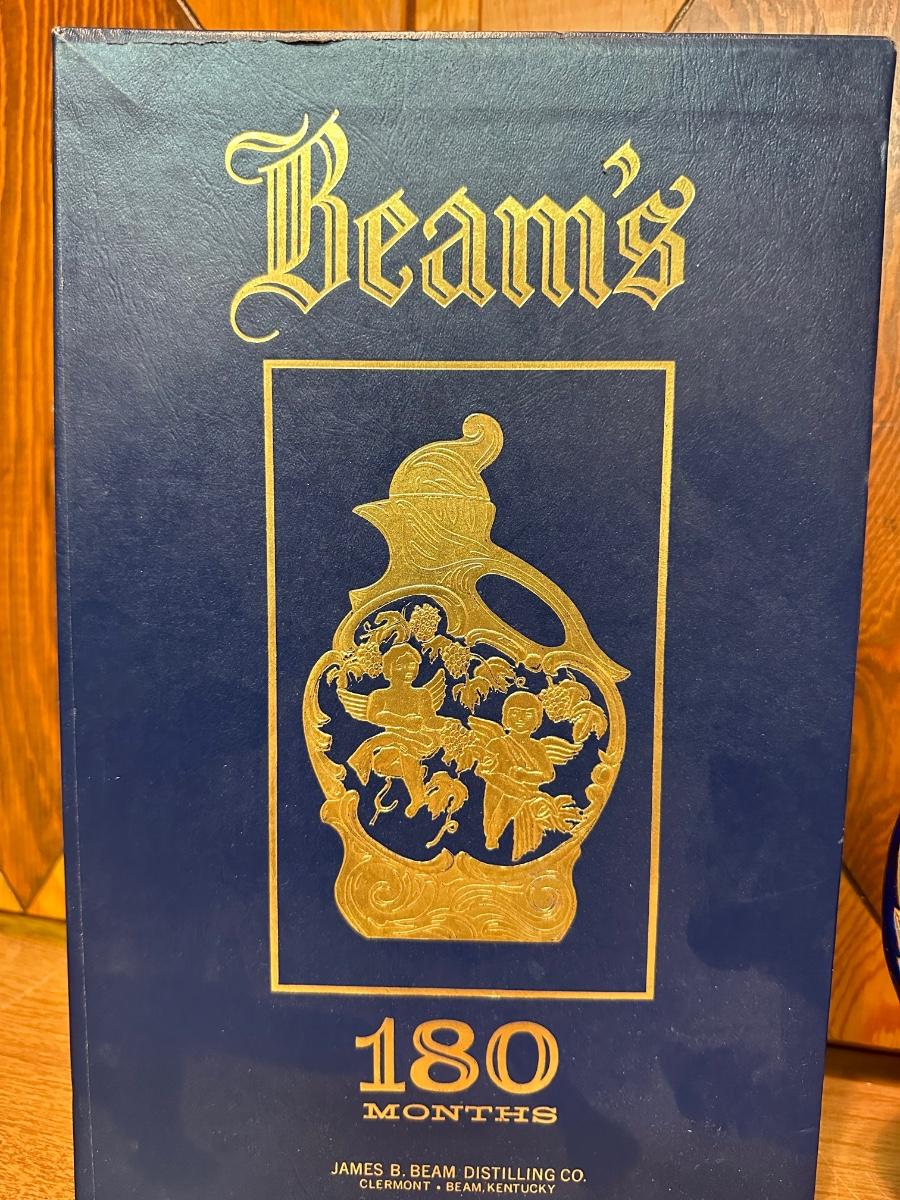 Beam's
180
MONTHS
JAMES B. BEAM DISTILLING CO.
CLERMONT • BEAM, KENTUCKY